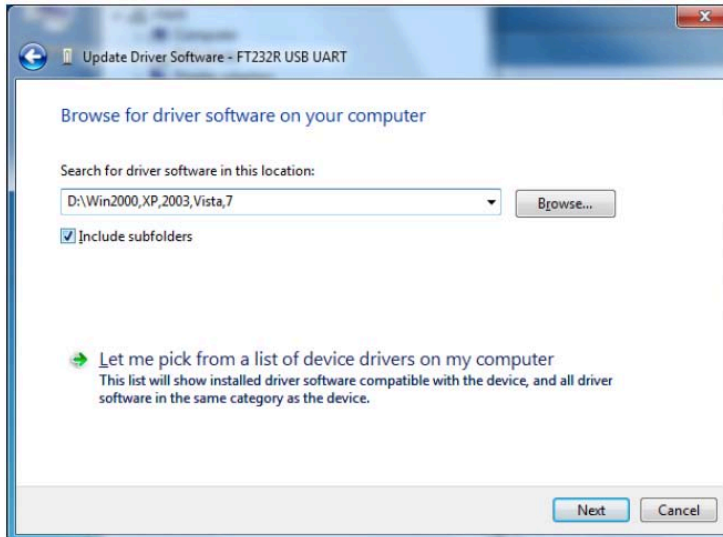 Computer
Update Driver Software - FT232R USB UART
Browse for driver software on your computer
Search for driver software in this location:
D:\Win2000,XP,2003,Vista,7
Browse...
Include subfolders
Let me pick from a list of device drivers on my computer
This list will show installed driver software compatible with the device, and all driver
software in the same category as the device.
Next
Cancel